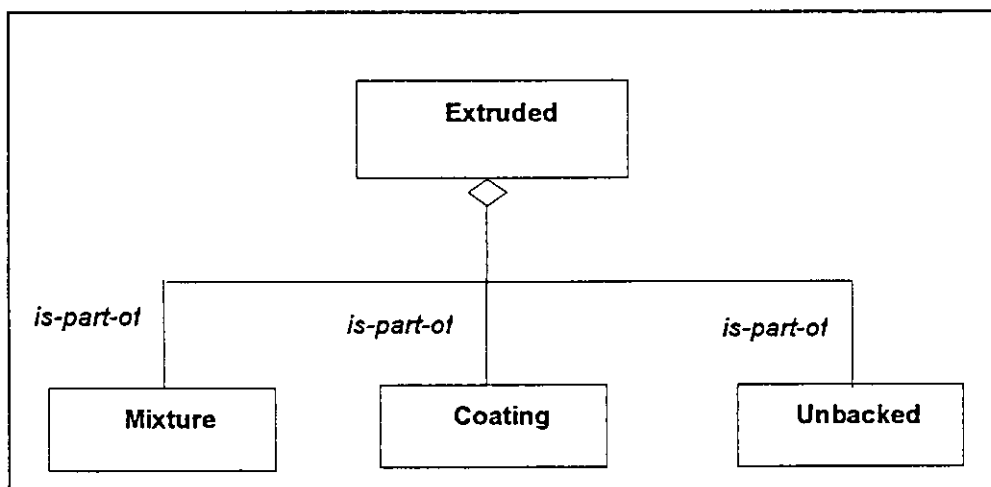 Extruded
is-part-of
is-part-of
is-part-of
Mixture
Coating
Unbacked